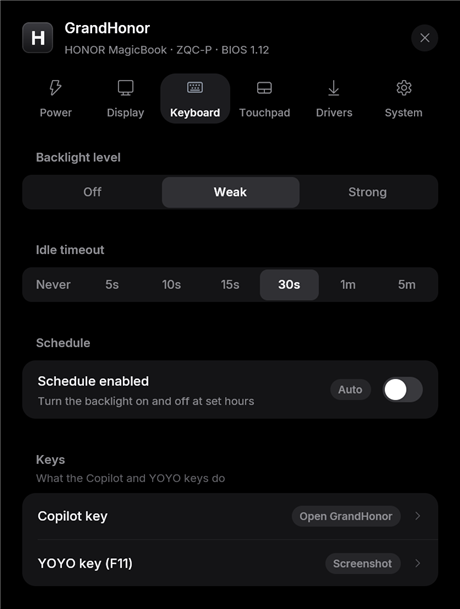 H
GrandHonor
HONOR MagicBook · ZQC-P · BIOS 1.12
Power Display Keyboard Touchpad Drivers System
Backlight level
Off Weak Strong
Idle timeout
Never 5s 10s 15s 30s 1m 5m
Schedule
Schedule enabled
Auto
Turn the backlight on and off at set hours
Keys
What the Copilot and YOYO keys do
Copilot key Open GrandHonor
YOYO key (F11) Screenshot